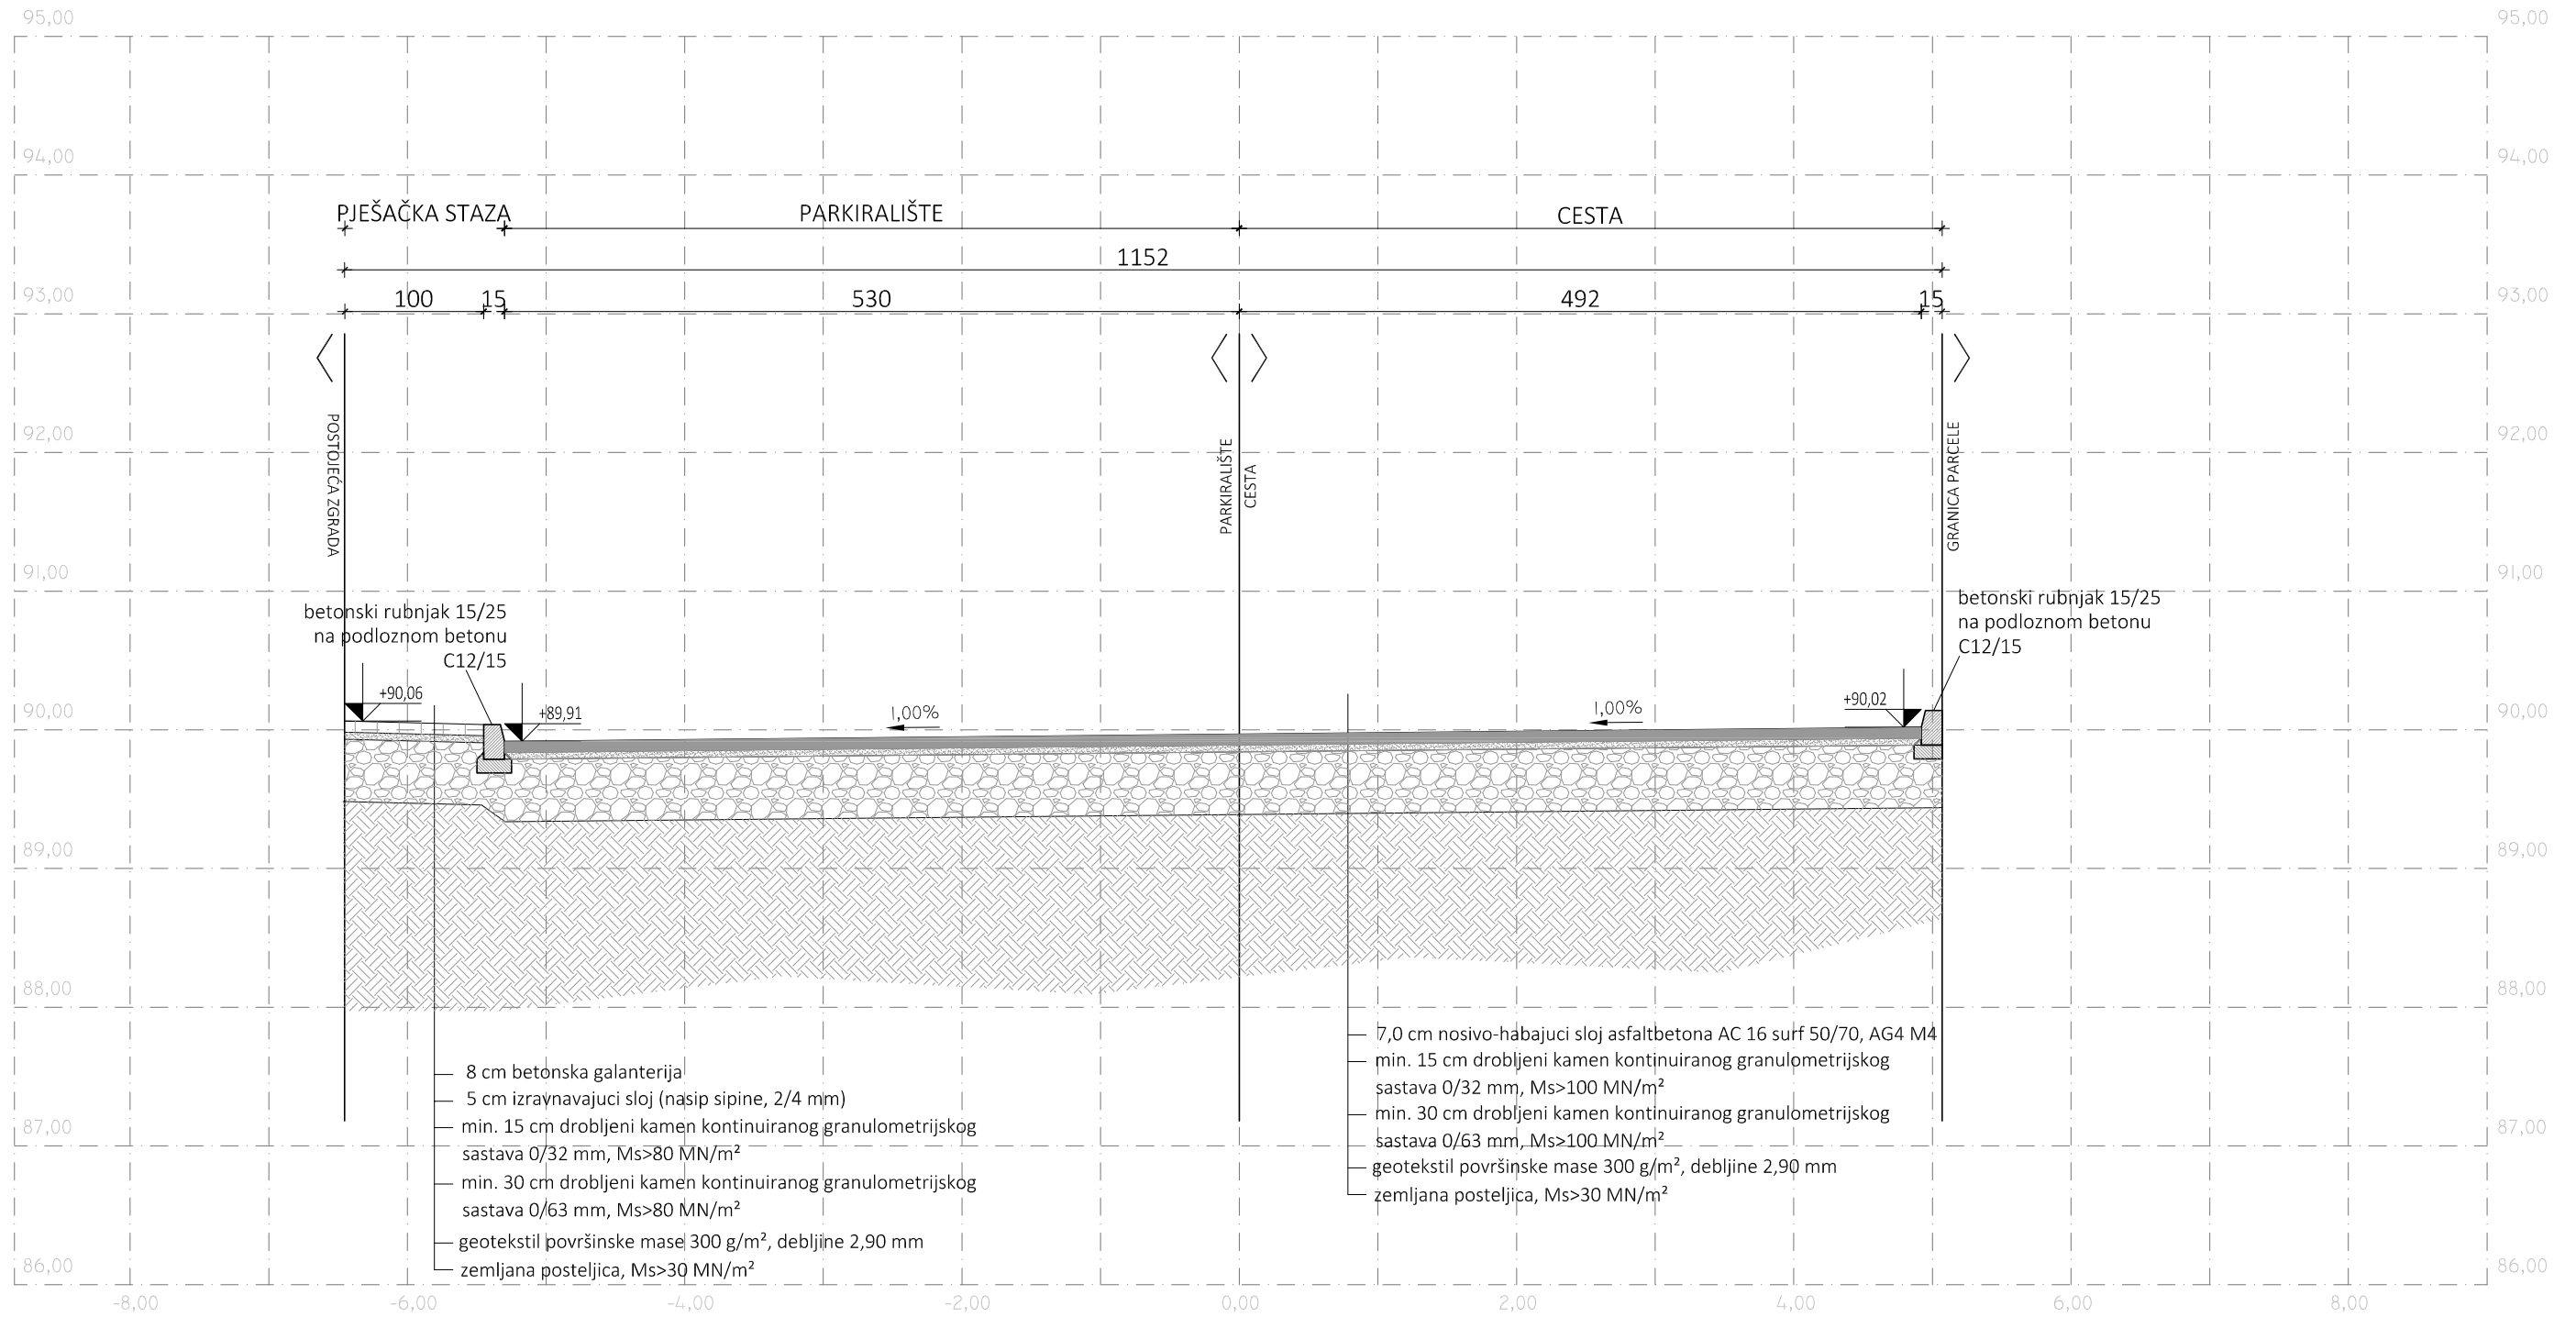 95,00 95,00
94,00 94,00
PJEŠAČKA STAZA PARKIRALIŠTE CESTA
1152
93,00 100 15 530 492 15 93,00
92,00 92,00
POSTOJEĆA ZGRADA
PARKIRALIŠTE
CESTA
GRANICA PARCELE
91,00 91,00
betonski rubnjak 15/25
na podloznom betonu
C12/15
betonski rubnjak 15/25
na podloznom betonu
C12/15
90,00 +90,06 +89,91 1,00% 1,00% +90,02 90,00
89,00 89,00
88,00 88,00
8 cm betonska galanterija
5 cm izravnavajuci sloj (nasip sipine, 2/4 mm)
min. 15 cm drobljeni kamen kontinuiranog granulometrijskog
sastava 0/32 mm, Ms>80 MN/m²
min. 30 cm drobljeni kamen kontinuiranog granulometrijskog
sastava 0/63 mm, Ms>80 MN/m²
geotekstil površinske mase 300 g/m², debljine 2,90 mm
zemljana posteljica, Ms>30 MN/m²
7,0 cm nosivo-habajuci sloj asfaltbetona AC 16 surf 50/70, AG4 M4
min. 15 cm drobljeni kamen kontinuiranog granulometrijskog
sastava 0/32 mm, Ms>100 MN/m²
min. 30 cm drobljeni kamen kontinuiranog granulometrijskog
sastava 0/63 mm, Ms>100 MN/m²
geotekstil površinske mase 300 g/m², debljine 2,90 mm
zemljana posteljica, Ms>30 MN/m²
87,00 87,00
86,00 86,00
-8,00 -6,00 -4,00 -2,00 0,00 2,00 4,00 6,00 8,00